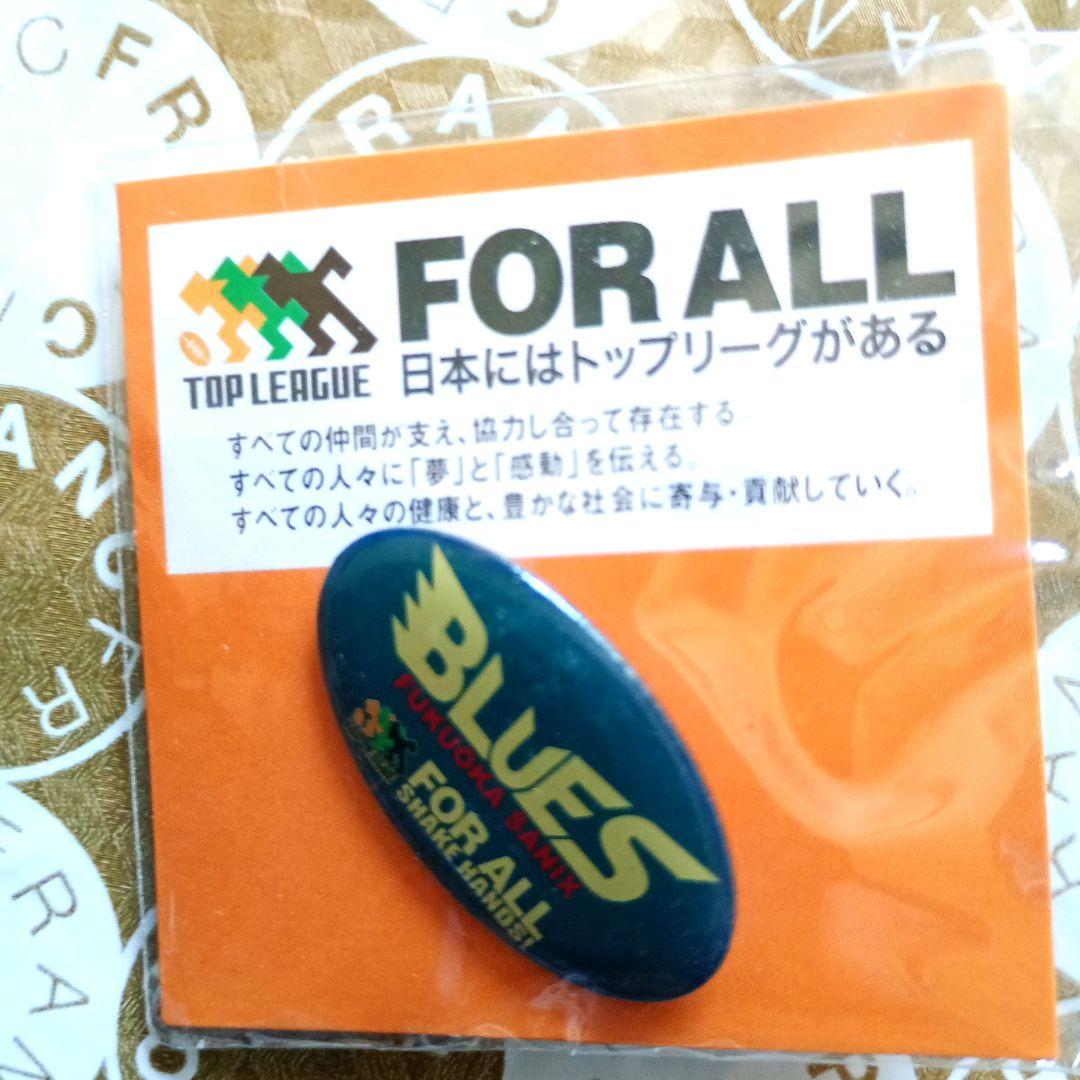 FOR ALL
TOP LEAGUE
日本にはトップリーグがある
すべての仲間が支え、協力し合って存在する。
すべての人々に「夢」と「感動」を伝える。
すべての人々の健康と、豊かな社会に寄与・貢献していく。
BLUES
FUKUOKA SANIX
FOR ALL
SHAKE HANDS!